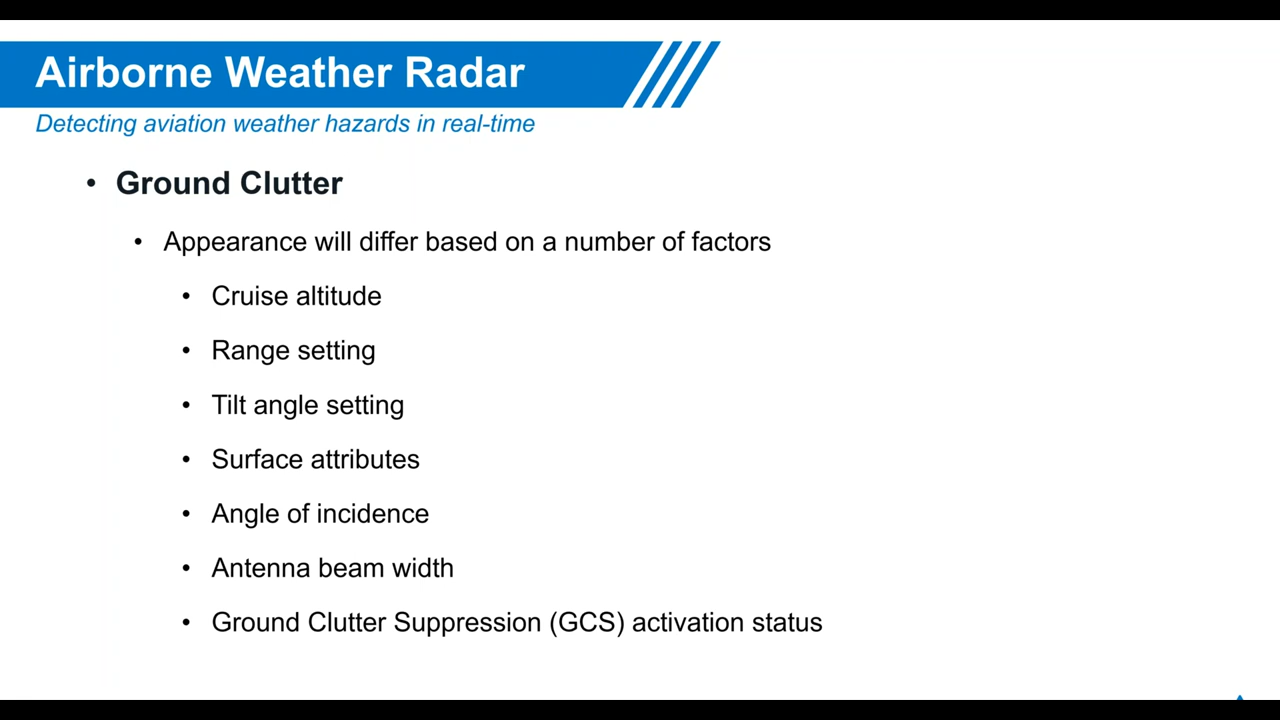 Airborne Weather Radar
Detecting aviation weather hazards in real-time
• Ground Clutter
• Appearance will differ based on a number of factors
• Cruise altitude
• Range setting
• Tilt angle setting
• Surface attributes
• Angle of incidence
• Antenna beam width
• Ground Clutter Suppression (GCS) activation status